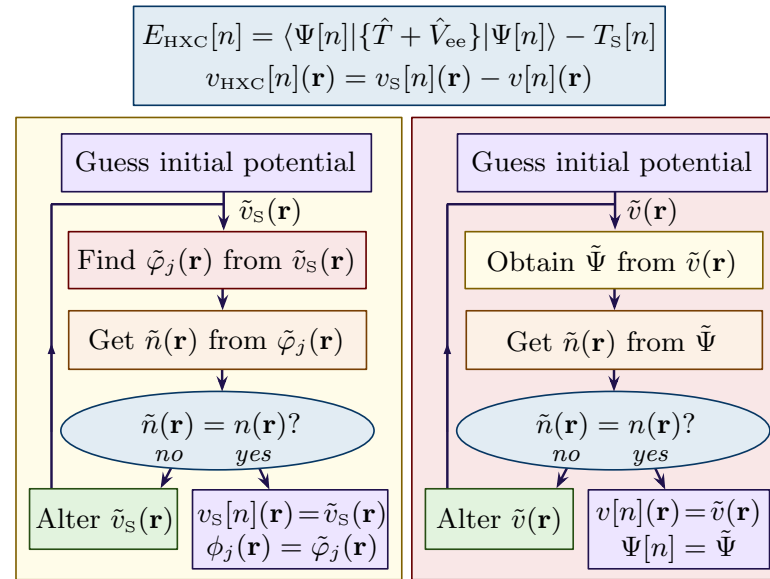 E_HXC[n] = ⟨Ψ[n]|{T̂ + V̂_ee}|Ψ[n]⟩ − T_S[n]
v_HXC[n](r) = v_S[n](r) − v[n](r)
Guess initial potential
ṽ_S(r)
Find φ̃_j(r) from ṽ_S(r)
Get ñ(r) from φ̃_j(r)
ñ(r) = n(r)?
no yes
Alter ṽ_S(r)
v_S[n](r) = ṽ_S(r)
ϕ_j(r) = φ̃_j(r)
Guess initial potential
ṽ(r)
Obtain Ψ̃ from ṽ(r)
Get ñ(r) from Ψ̃
ñ(r) = n(r)?
no yes
Alter ṽ(r)
v[n](r) = ṽ(r)
Ψ[n] = Ψ̃